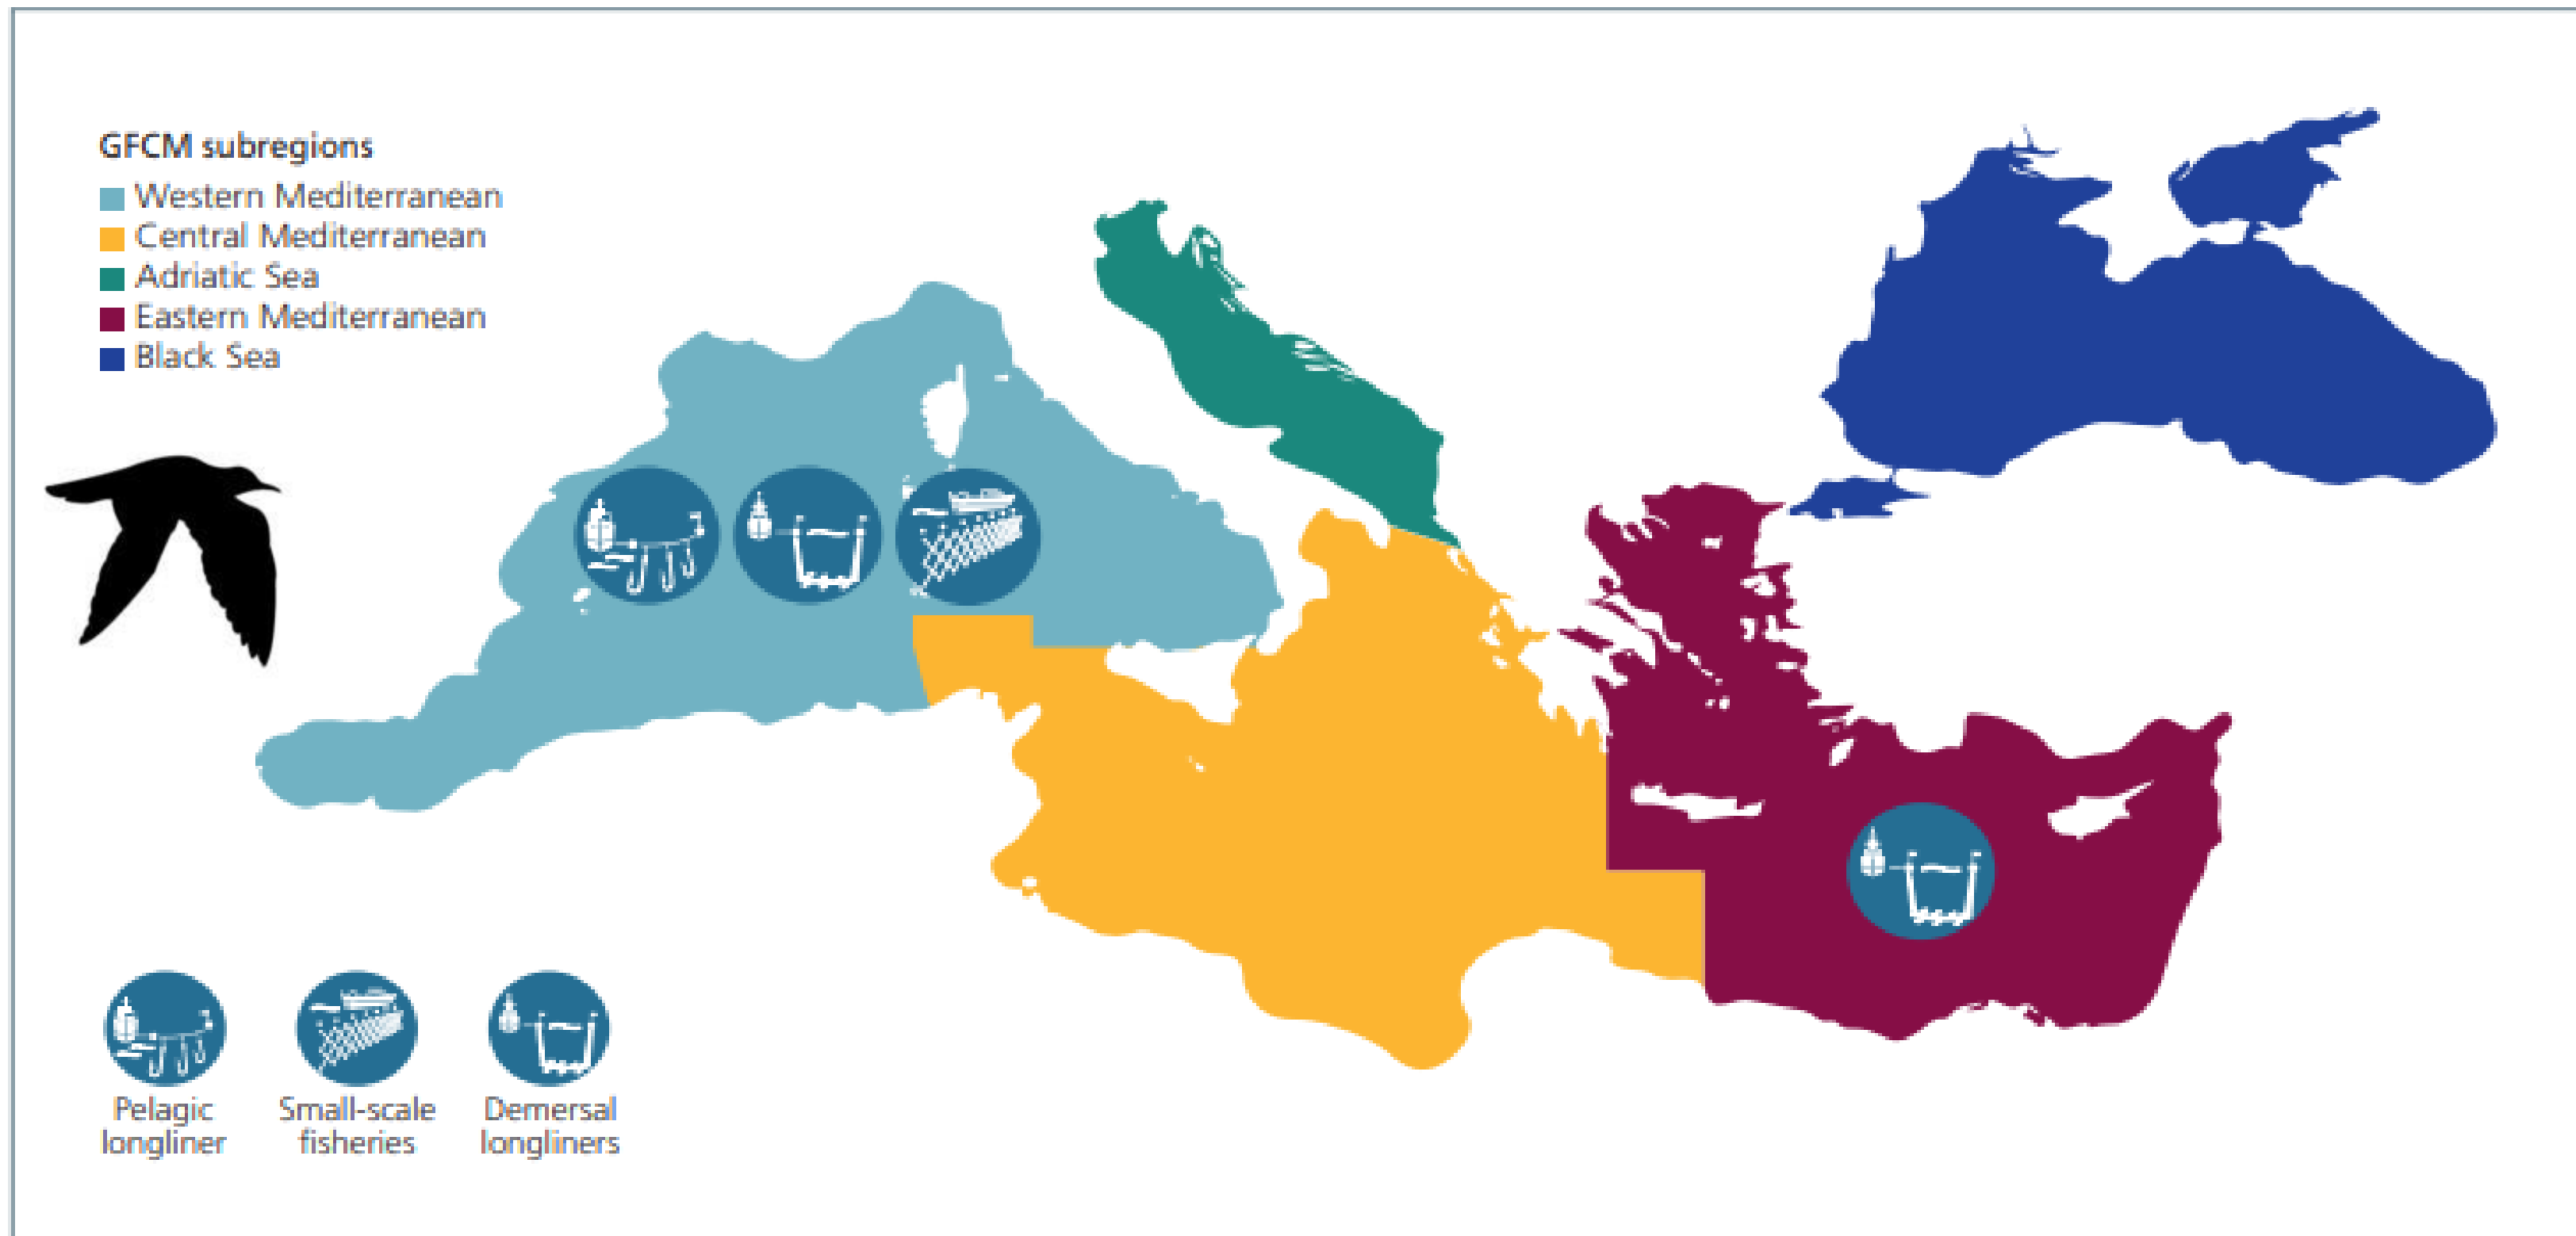 GFCM subregions
Western Mediterranean
Central Mediterranean
Adriatic Sea
Eastern Mediterranean
Black Sea
Pelagic
longliner
Small-scale
fisheries
Demersal
longliners